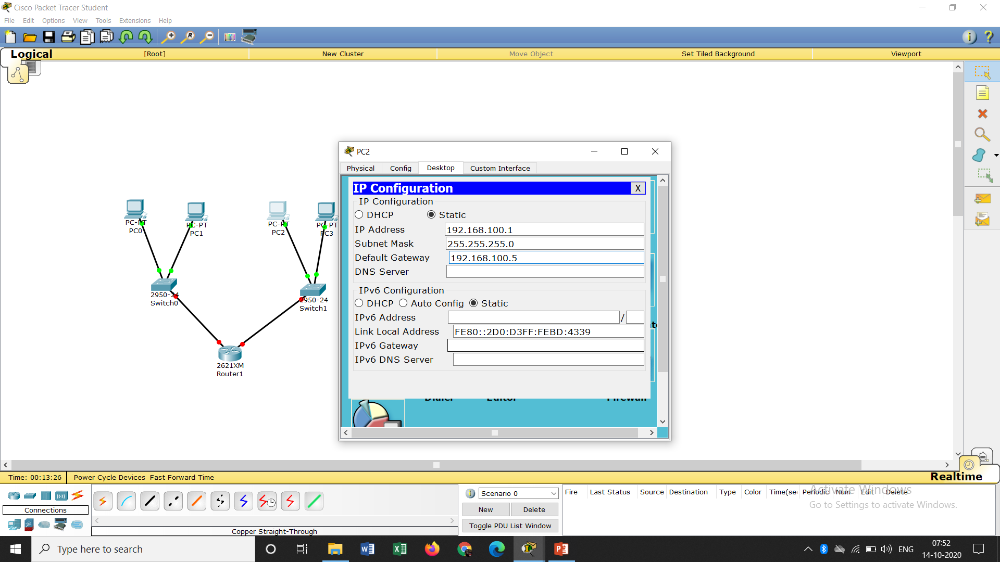 Cisco Packet Tracer Student
File Edit Options View Tools Extensions Help
Logical [Root] New Cluster Move Object Set Tiled Background Viewport
PC2
Physical Config Desktop Custom Interface
IP Configuration X
IP Configuration
DHCP Static
IP Address 192.168.100.1
Subnet Mask 255.255.255.0
Default Gateway 192.168.100.5
DNS Server
IPv6 Configuration
DHCP Auto Config Static
IPv6 Address /
Link Local Address FE80::2D0:D3FF:FEBD:4339
IPv6 Gateway
IPv6 DNS Server
Dialer Editor Firewall
PC-PT
PC0
PC-PT
PC1
PC-PT
PC2
PC-PT
PC3
2950-24
Switch0
2950-24
Switch1
2621XM
Router1
Time: 00:13:26 Power Cycle Devices Fast Forward Time
Realtime
Connections
Copper Straight-Through
Scenario 0
New Delete
Toggle PDU List Window
Fire Last Status Source Destination Type Color Time(sec Periodic Num Edit Delete
Activate Windows
Go to Settings to activate Windows.
Type here to search
ENG
07:52
14-10-2020